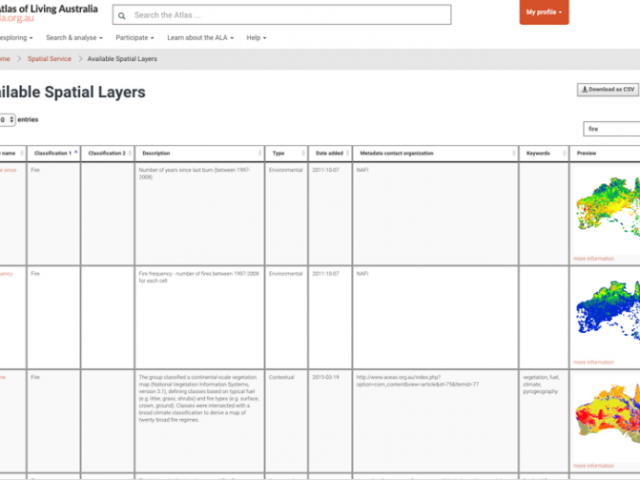 Atlas of Living Australia
la.org.au
Search the Atlas ...
My profile
exploring
Search & analyse
Participate
Learn about the ALA
Help
me
Spatial Service
Available Spatial Layers
ilable Spatial Layers
Download as CSV
0
entries
fire
name
Classification 1
Classification 2
Description
Type
Date added
Metadata contact organization
Keywords
Preview
since
Fire
Number of years since last burn (between 1997-
2009)
Environmental
2011-10-07
NAFI
more information
uency
Fire
Fire frequency - number of fires between 1997-2009
for each cell
Environmental
2011-10-07
NAFI
more information
Fire
The group classified a continental-scale vegetation
map (National Vegetation Information Systems,
version 3.1), defining classes based on typical fuel
(e.g. litter, grass, shrubs) and fire types (e.g. surface,
crown, ground). Classes were intersected with a
broad climate classification to derive a map of
twenty broad fire regimes.
Contextual
2013-03-19
http://www.aceas.org.au/index.php?
option=com_content&view=article&id=75&Itemid=77
vegetation, fuel,
climate,
pyrogeography
more information